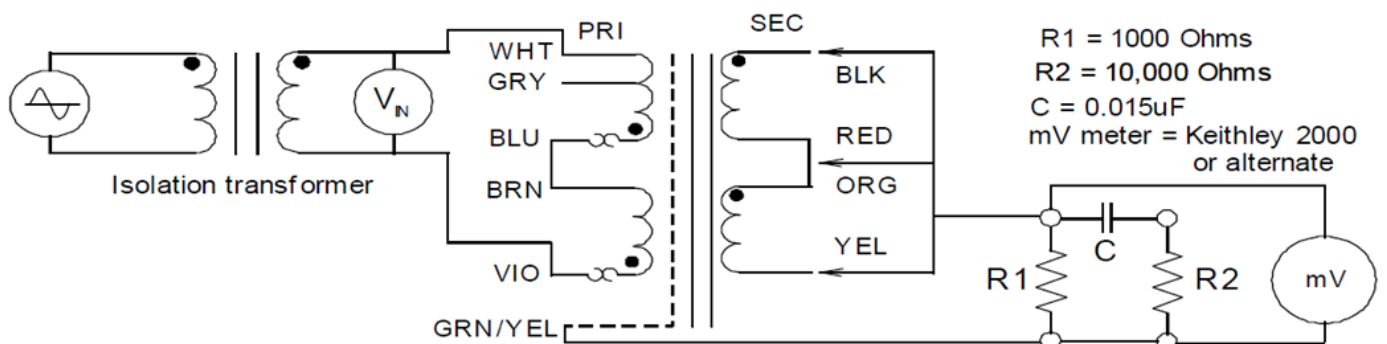 PRI
SEC
WHT
GRY
BLU
BRN
VIO
GRN/YEL
V IN
Isolation transformer
BLK
RED
ORG
YEL
R1 = 1000 Ohms
R2 = 10,000 Ohms
C = 0.015uF
mV meter = Keithley 2000
or alternate
C
R1
R2
mV